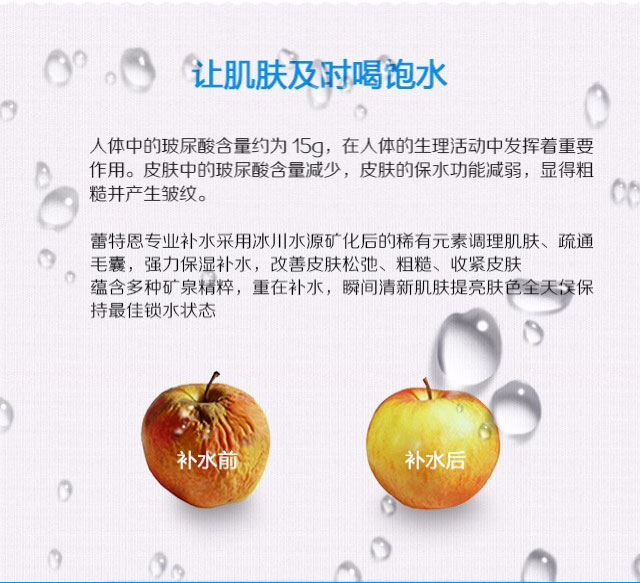 让肌肤及时喝饱水
人体中的玻尿酸含量约为15g，在人体的生理活动中发挥着重要
作用。皮肤中的玻尿酸含量减少，皮肤的保水功能减弱，显得粗
糙并产生皱纹。
蕾特恩专业补水采用冰川水源矿化后的稀有元素调理肌肤、疏通
毛囊，强力保湿补水，改善皮肤松弛、粗糙、收紧皮肤
蕴含多种矿泉精粹，重在补水，瞬间清新肌肤提亮肤色全天侯保
持最佳锁水状态
补水前
补水后